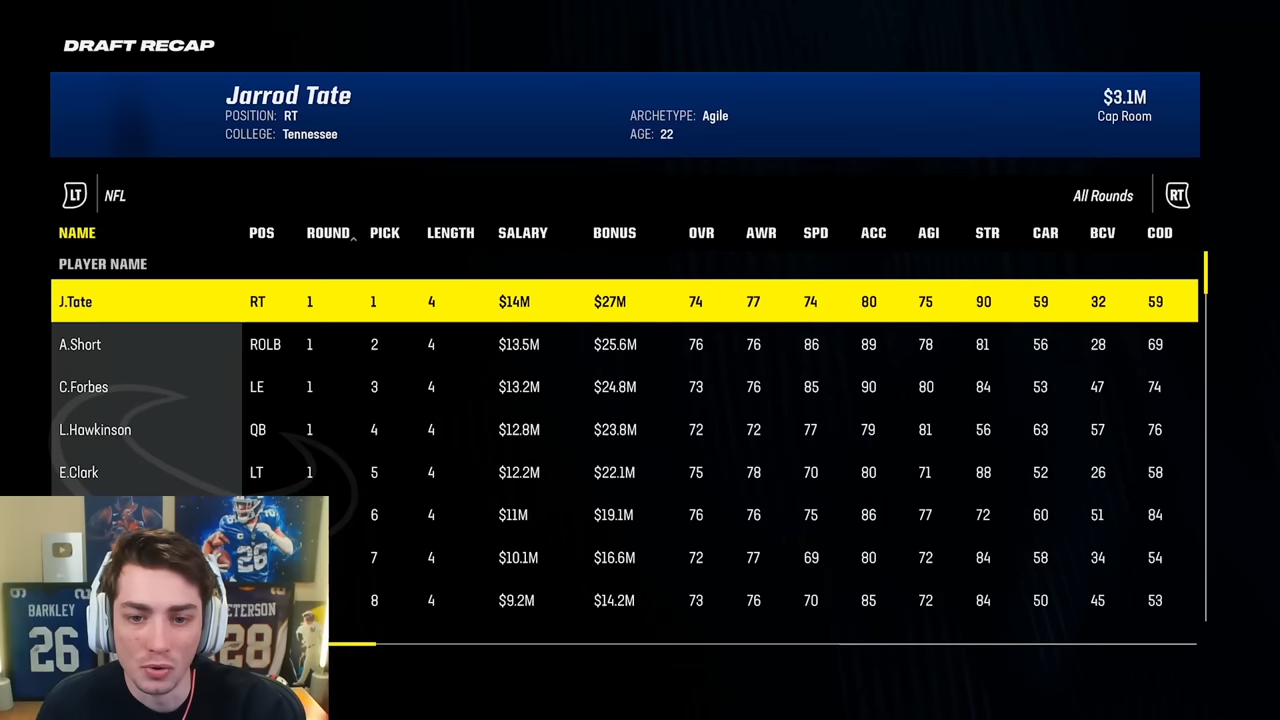 DRAFT RECAP
Jarrod Tate
POSITION: RT
COLLEGE: Tennessee
ARCHETYPE: Agile
AGE: 22
$3.1M
Cap Room
LT NFL
All Rounds RT
NAME POS ROUND PICK LENGTH SALARY BONUS OVR AWR SPD ACC AGI STR CAR BCV COD
PLAYER NAME
J.Tate RT 1 1 4 $14M $27M 74 77 74 80 75 90 59 32 59
A.Short ROLB 1 2 4 $13.5M $25.6M 76 76 86 89 78 81 56 28 69
C.Forbes LE 1 3 4 $13.2M $24.8M 73 76 85 90 80 84 53 47 74
L.Hawkinson QB 1 4 4 $12.8M $23.8M 72 72 77 79 81 56 63 57 76
E.Clark LT 1 5 4 $12.2M $22.1M 75 78 70 80 71 88 52 26 58
6 4 $11M $19.1M 76 76 75 86 77 72 60 51 84
7 4 $10.1M $16.6M 72 77 69 80 72 84 58 34 54
8 4 $9.2M $14.2M 73 76 70 85 72 84 50 45 53
26
BARKLEY
26
ETERSON
28